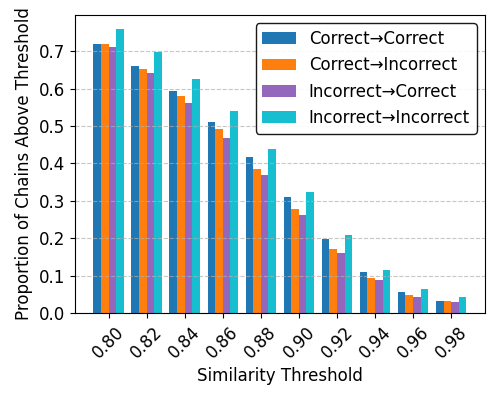 Proportion of Chains Above Threshold
0.7
0.6
0.5
0.4
0.3
0.2
0.1
0.0
Correct→Correct
Correct→Incorrect
Incorrect→Correct
Incorrect→Incorrect
0.80 0.82 0.84 0.86 0.88 0.90 0.92 0.94 0.96 0.98
Similarity Threshold